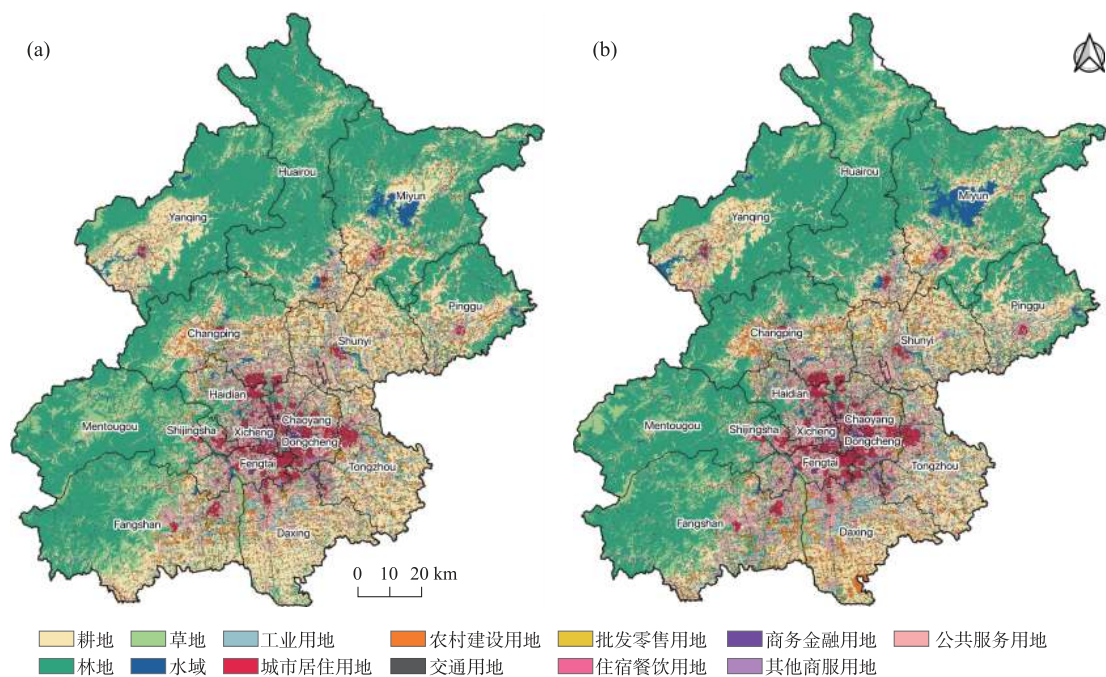 (a)
Huairou
Miyun
Yanqing
Pinggu
Changping
Shunyi
Haidian
Chaoyang
Mentougou
Shijingsha
Xicheng
Dongcheng
Fengtai
Tongzhou
Fangshan
Daxing
0 10 20 km
(b)
Huairou
Miyun
Yanqing
Pinggu
Changping
Shunyi
Haidian
Chaoyang
Mentougou
Shijingsha
Xicheng
Dongcheng
Fengtai
Tongzhou
Fangshan
Daxing
耕地 草地 工业用地 农村建设用地 批发零售用地 商务金融用地 公共服务用地
林地 水域 城市居住用地 交通用地 住宿餐饮用地 其他商服用地